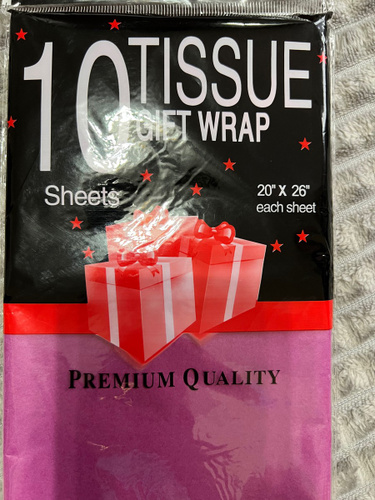 10 TISSUE
GIFT WRAP
Sheets
20" X 26"
each sheet
PREMIUM QUALITY